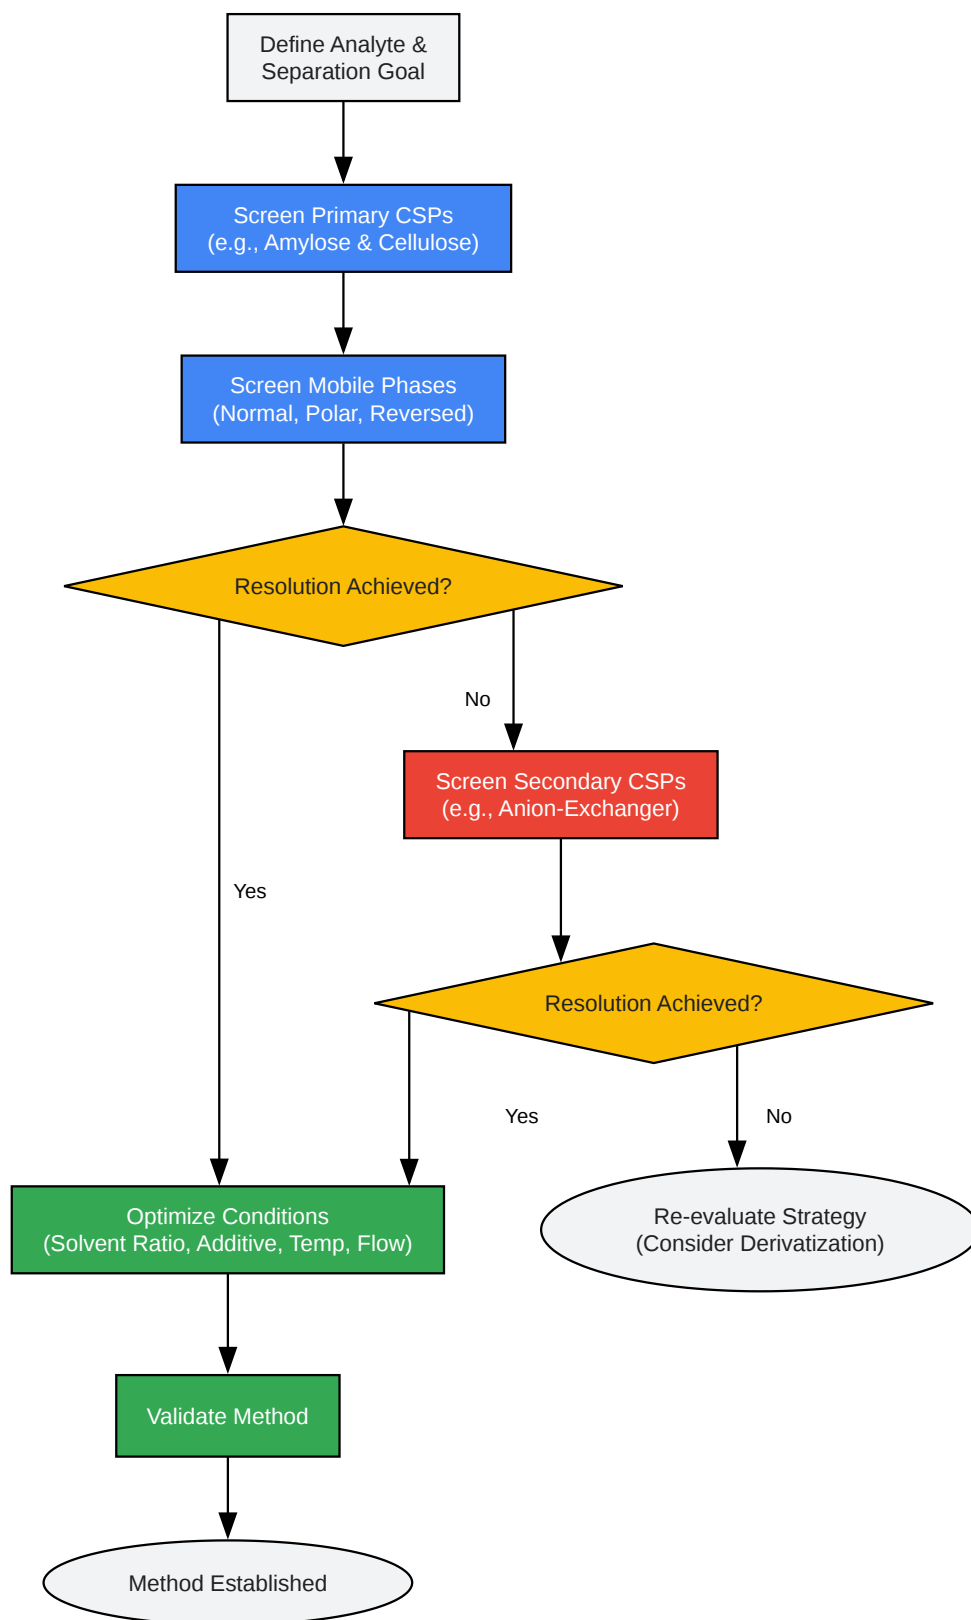 Define Analyte &
Separation Goal
Screen Primary CSPs
(e.g., Amylose & Cellulose)
Screen Mobile Phases
(Normal, Polar, Reversed)
Resolution Achieved?
No
Screen Secondary CSPs
(e.g., Anion-Exchanger)
Yes
Resolution Achieved?
Yes
No
Optimize Conditions
(Solvent Ratio, Additive, Temp, Flow)
Re-evaluate Strategy
(Consider Derivatization)
Validate Method
Method Established